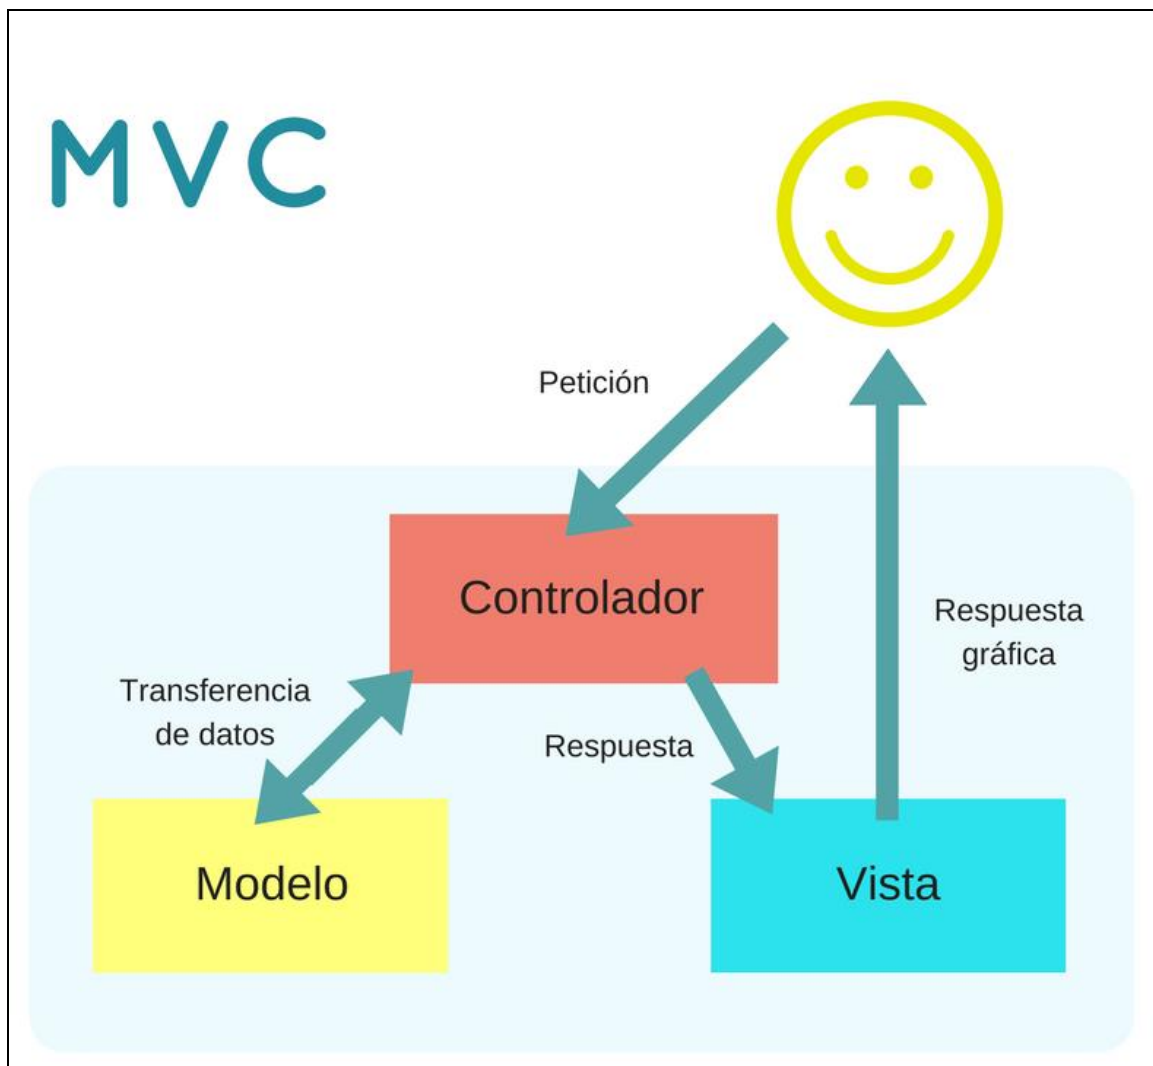 MVC
Petición
Controlador
Respuesta
gráfica
Transferencia
de datos
Respuesta
Modelo
Vista